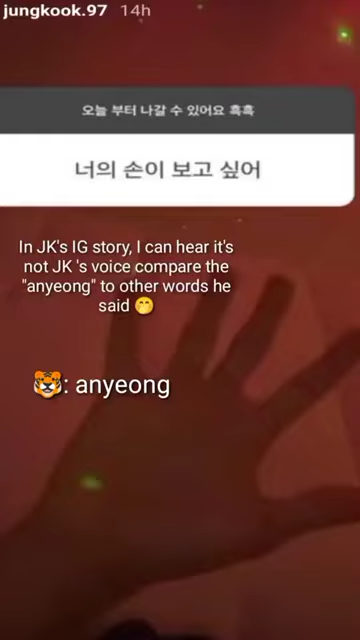 jungkook.97 14h
오늘 부터 나갈 수 있어요 흑흑
너의 손이 보고 싶어
In JK's IG story, I can hear it's
not JK 's voice compare the
"anyeong" to other words he
said 🤭
🐯: anyeong